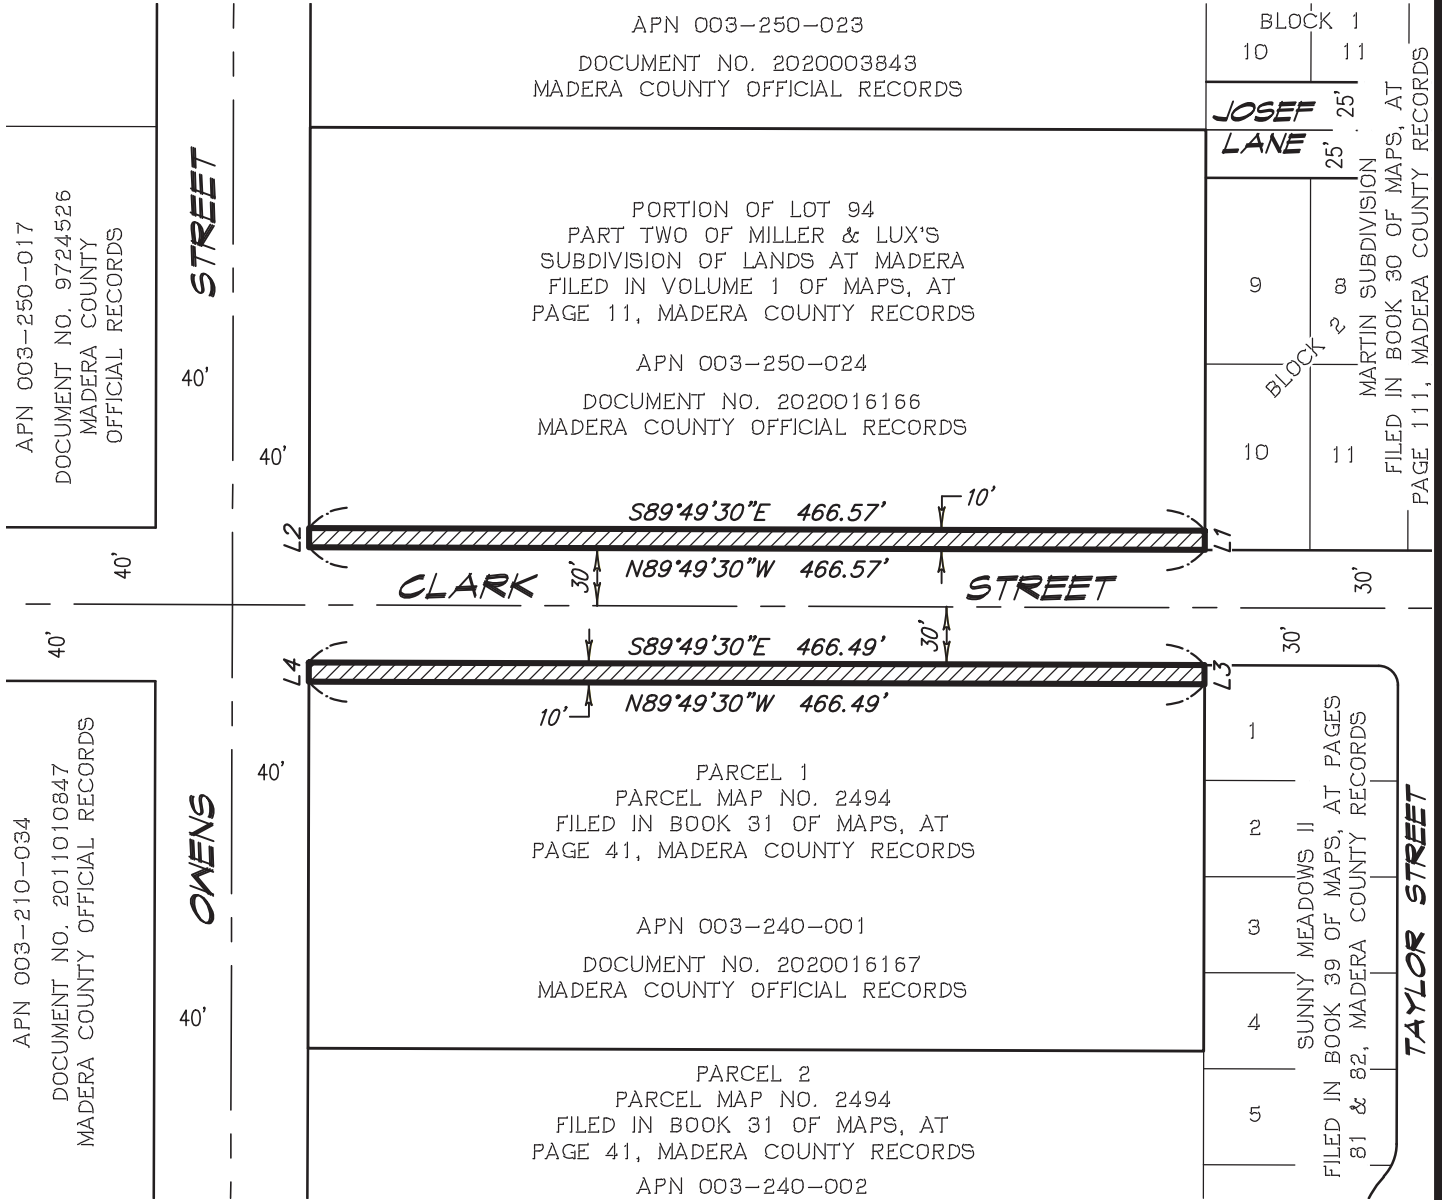 APN 003-250-023
DOCUMENT NO. 2020003843
MADERA COUNTY OFFICIAL RECORDS
BLOCK 1
10
11
JOSEF
LANE
25'
25'
MARTIN SUBDIVISION
FILED IN BOOK 30 OF MAPS, AT
PAGE 111, MADERA COUNTY RECORDS
APN 003-250-017
DOCUMENT NO. 9724526
MADERA COUNTY
OFFICIAL RECORDS
STREET
40'
40'
PORTION OF LOT 94
PART TWO OF MILLER & LUX'S
SUBDIVISION OF LANDS AT MADERA
FILED IN VOLUME 1 OF MAPS, AT
PAGE 11, MADERA COUNTY RECORDS
APN 003-250-024
DOCUMENT NO. 2020016166
MADERA COUNTY OFFICIAL RECORDS
9
8
BLOCK 2
10
11
S89°49'30"E 466.57'
10'
L2
L1
N89°49'30"W 466.57'
40'
CLARK
30'
STREET
30'
40'
S89°49'30"E 466.49'
30'
30'
L4
L3
N89°49'30"W 466.49'
10'
40'
OWENS
40'
APN 003-210-034
DOCUMENT NO. 2011010847
MADERA COUNTY OFFICIAL RECORDS
PARCEL 1
PARCEL MAP NO. 2494
FILED IN BOOK 31 OF MAPS, AT
PAGE 41, MADERA COUNTY RECORDS
APN 003-240-001
DOCUMENT NO. 2020016167
MADERA COUNTY OFFICIAL RECORDS
1
2
3
4
5
SUNNY MEADOWS II
FILED IN BOOK 39 OF MAPS, AT PAGES
81 & 82, MADERA COUNTY RECORDS
TAYLOR STREET
PARCEL 2
PARCEL MAP NO. 2494
FILED IN BOOK 31 OF MAPS, AT
PAGE 41, MADERA COUNTY RECORDS
APN 003-240-002